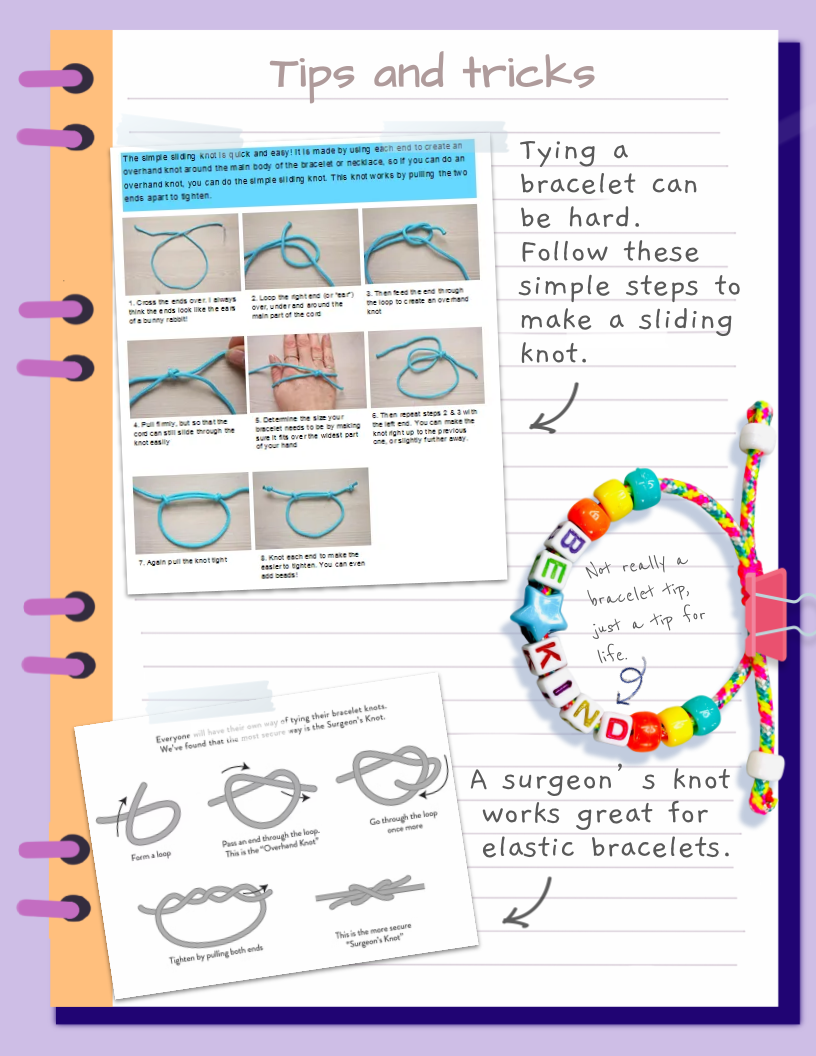 Tips and tricks
The simple sliding knot is quick and easy! It is made by using each end to create an
overhand knot around the main body of the bracelet or necklace, so if you can do an
overhand knot, you can do the simple sliding knot. This knot works by pulling the two
ends apart to tighten.
1. Cross the ends over. I always
think the ends look like the ears
of a bunny rabbit!
2. Loop the right end (or "ear")
over, under and around the
main part of the cord
3. Then feed the end through
the loop to create an overhand
knot
4. Pull firmly, but so that the
cord can still slide through the
knot easily
5. Determine the size your
bracelet needs to be by making
sure it fits over the widest part
of your hand
6. Then repeat steps 2 & 3 with
the left end. You can make the
knot right up to the previous
one, or slightly further away.
7. Again pull the knot tight
8. Knot each end to make the
easier to tighten. You can even
add beads!
Tying a
bracelet can
be hard.
Follow these
simple steps to
make a sliding
knot.
BE
KIND
Not really a
bracelet tip,
just a tip for
life.
Everyone will have their own way of tying their bracelet knots.
We've found that the most secure way is the Surgeon's Knot.
Form a loop
Pass an end through the loop.
This is the "Overhand Knot"
Go through the loop
once more
Tighten by pulling both ends
This is the more secure
"Surgeon's Knot"
A surgeon's knot
works great for
elastic bracelets.